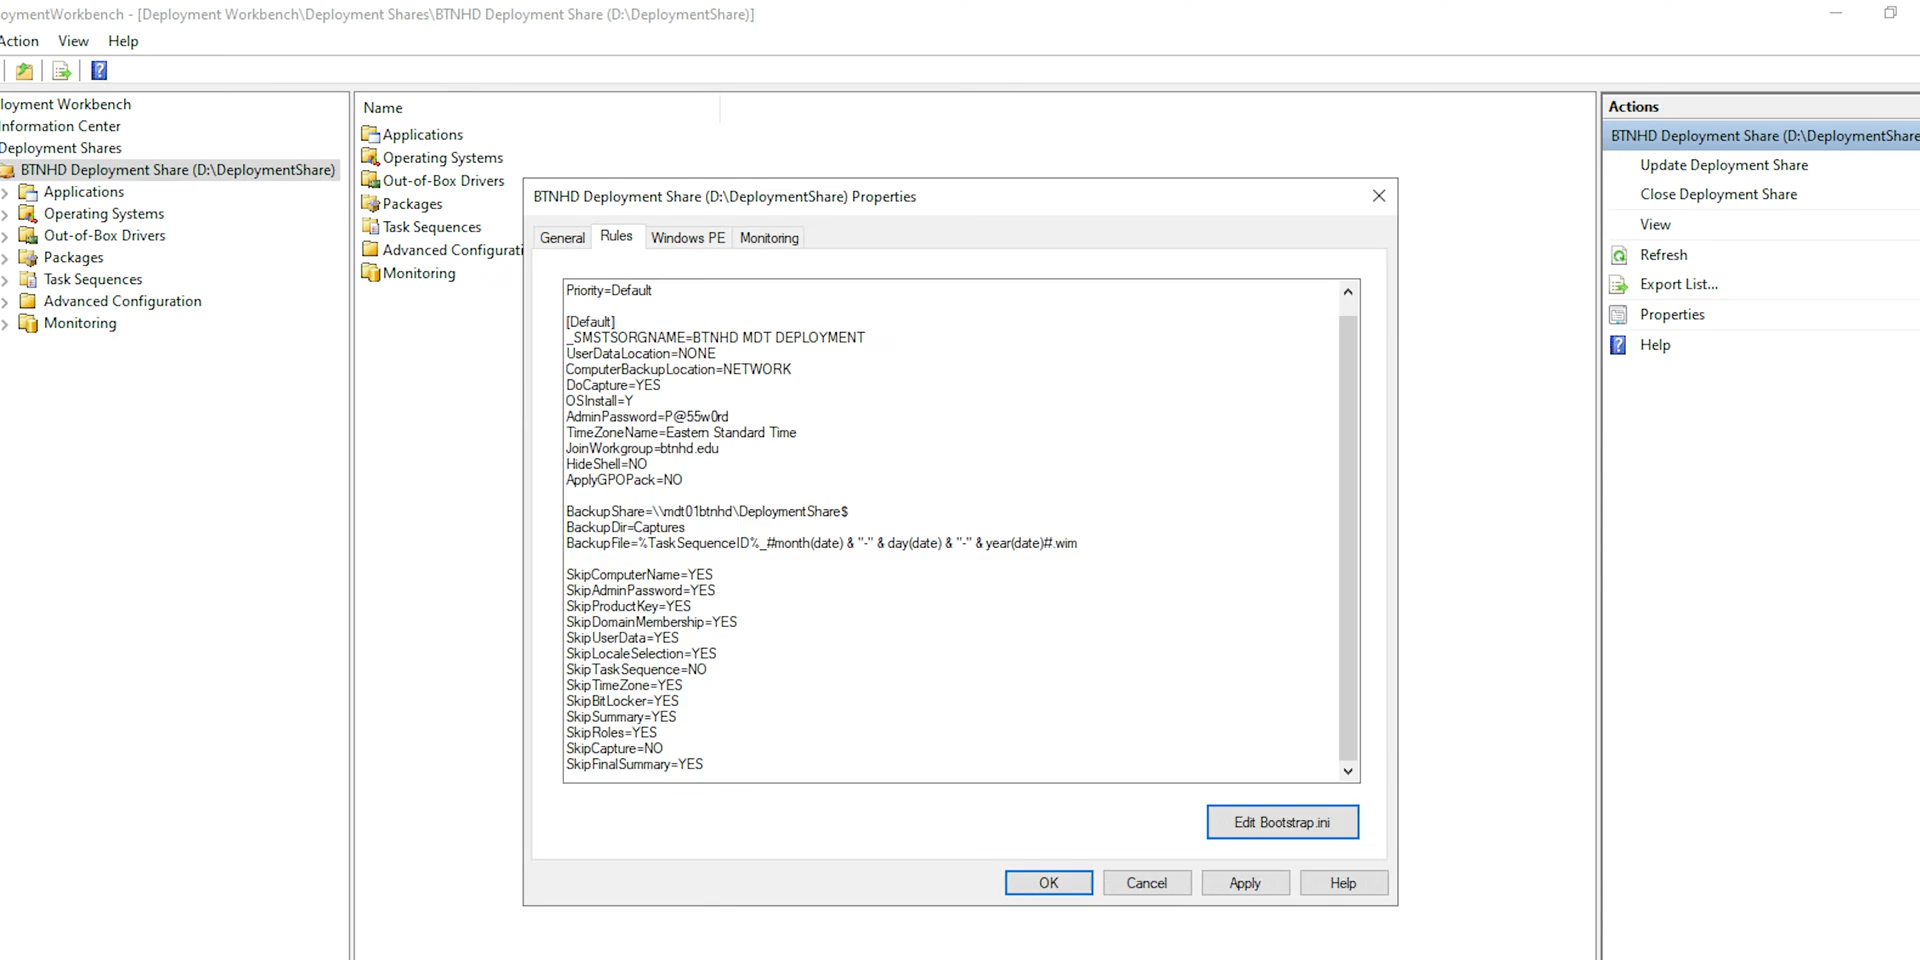 oymentWorkbench - [Deployment Workbench\Deployment Shares\BTNHD Deployment Share (D:\DeploymentShare)]
Action View Help
loyment Workbench
nformation Center
Deployment Shares
BTNHD Deployment Share (D:\DeploymentShare)
Applications
Operating Systems
Out-of-Box Drivers
Packages
Task Sequences
Advanced Configuration
Monitoring
Name
Applications
Operating Systems
Out-of-Box Drivers
Packages
Task Sequences
Advanced Configurati
Monitoring
BTNHD Deployment Share (D:\DeploymentShare) Properties
General Rules Windows PE Monitoring
Priority=Default
[Default]
_SMSTSORGNAME=BTNHD MDT DEPLOYMENT
UserDataLocation=NONE
ComputerBackupLocation=NETWORK
DoCapture=YES
OSInstall=Y
AdminPassword=P@55w0rd
TimeZoneName=Eastern Standard Time
JoinWorkgroup=btnhd.edu
HideShell=NO
ApplyGPOPack=NO
BackupShare=\\mdt01btnhd\DeploymentShare$
BackupDir=Captures
BackupFile=%TaskSequenceID%_#month(date) & "-" & day(date) & "-" & year(date)#.wim
SkipComputerName=YES
SkipAdminPassword=YES
SkipProductKey=YES
SkipDomainMembership=YES
SkipUserData=YES
SkipLocaleSelection=YES
SkipTaskSequence=NO
SkipTimeZone=YES
SkipBitLocker=YES
SkipSummary=YES
SkipRoles=YES
SkipCapture=NO
SkipFinalSummary=YES
Edit Bootstrap.ini
OK Cancel Apply Help
Actions
BTNHD Deployment Share (D:\DeploymentShare
Update Deployment Share
Close Deployment Share
View
Refresh
Export List...
Properties
Help